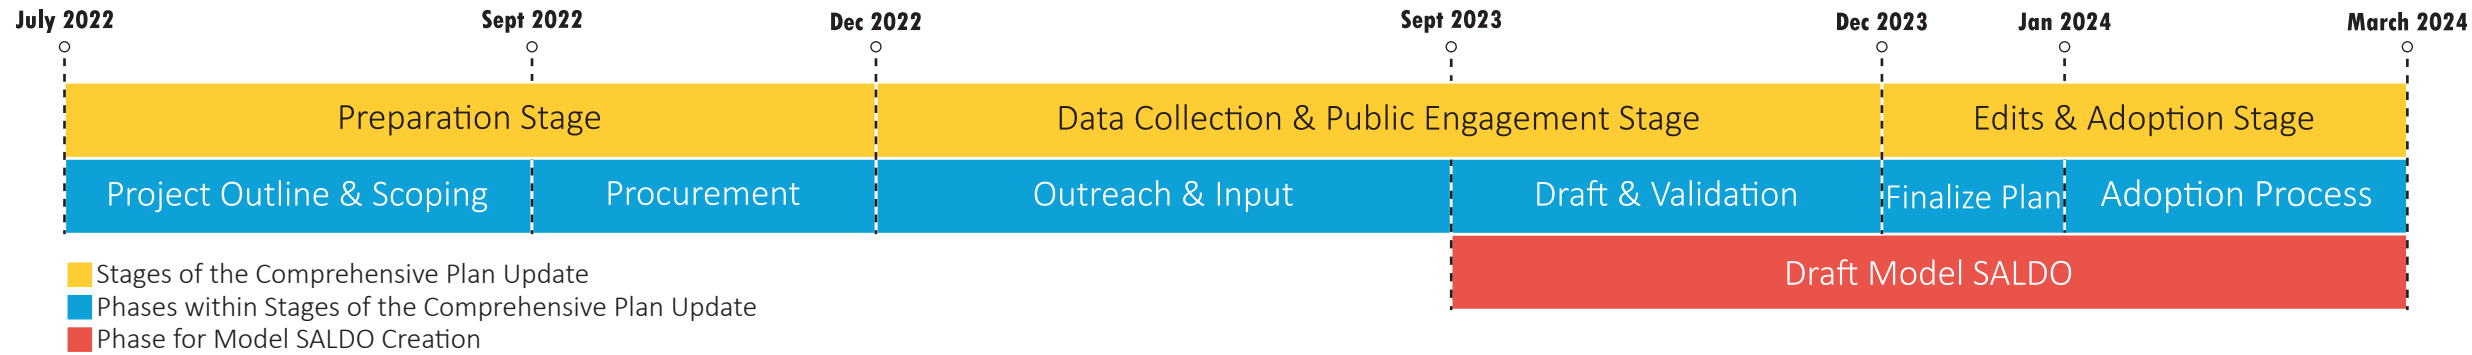 July 2022
Sept 2022
Dec 2022
Sept 2023
Dec 2023
Jan 2024
March 2024
Preparation Stage
Data Collection & Public Engagement Stage
Edits & Adoption Stage
Project Outline & Scoping
Procurement
Outreach & Input
Draft & Validation
Finalize Plan
Adoption Process
Draft Model SALDO
Stages of the Comprehensive Plan Update
Phases within Stages of the Comprehensive Plan Update
Phase for Model SALDO Creation